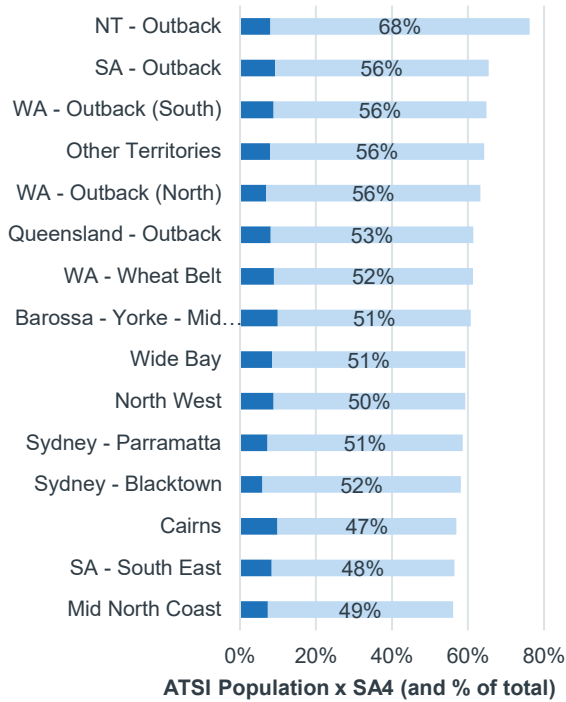 NT - Outback 68%
SA - Outback 56%
WA - Outback (South) 56%
Other Territories 56%
WA - Outback (North) 56%
Queensland - Outback 53%
WA - Wheat Belt 52%
Barossa - Yorke - Mid… 51%
Wide Bay 51%
North West 50%
Sydney - Parramatta 51%
Sydney - Blacktown 52%
Cairns 47%
SA - South East 48%
Mid North Coast 49%
0% 20% 40% 60% 80%
ATSI Population x SA4 (and % of total)